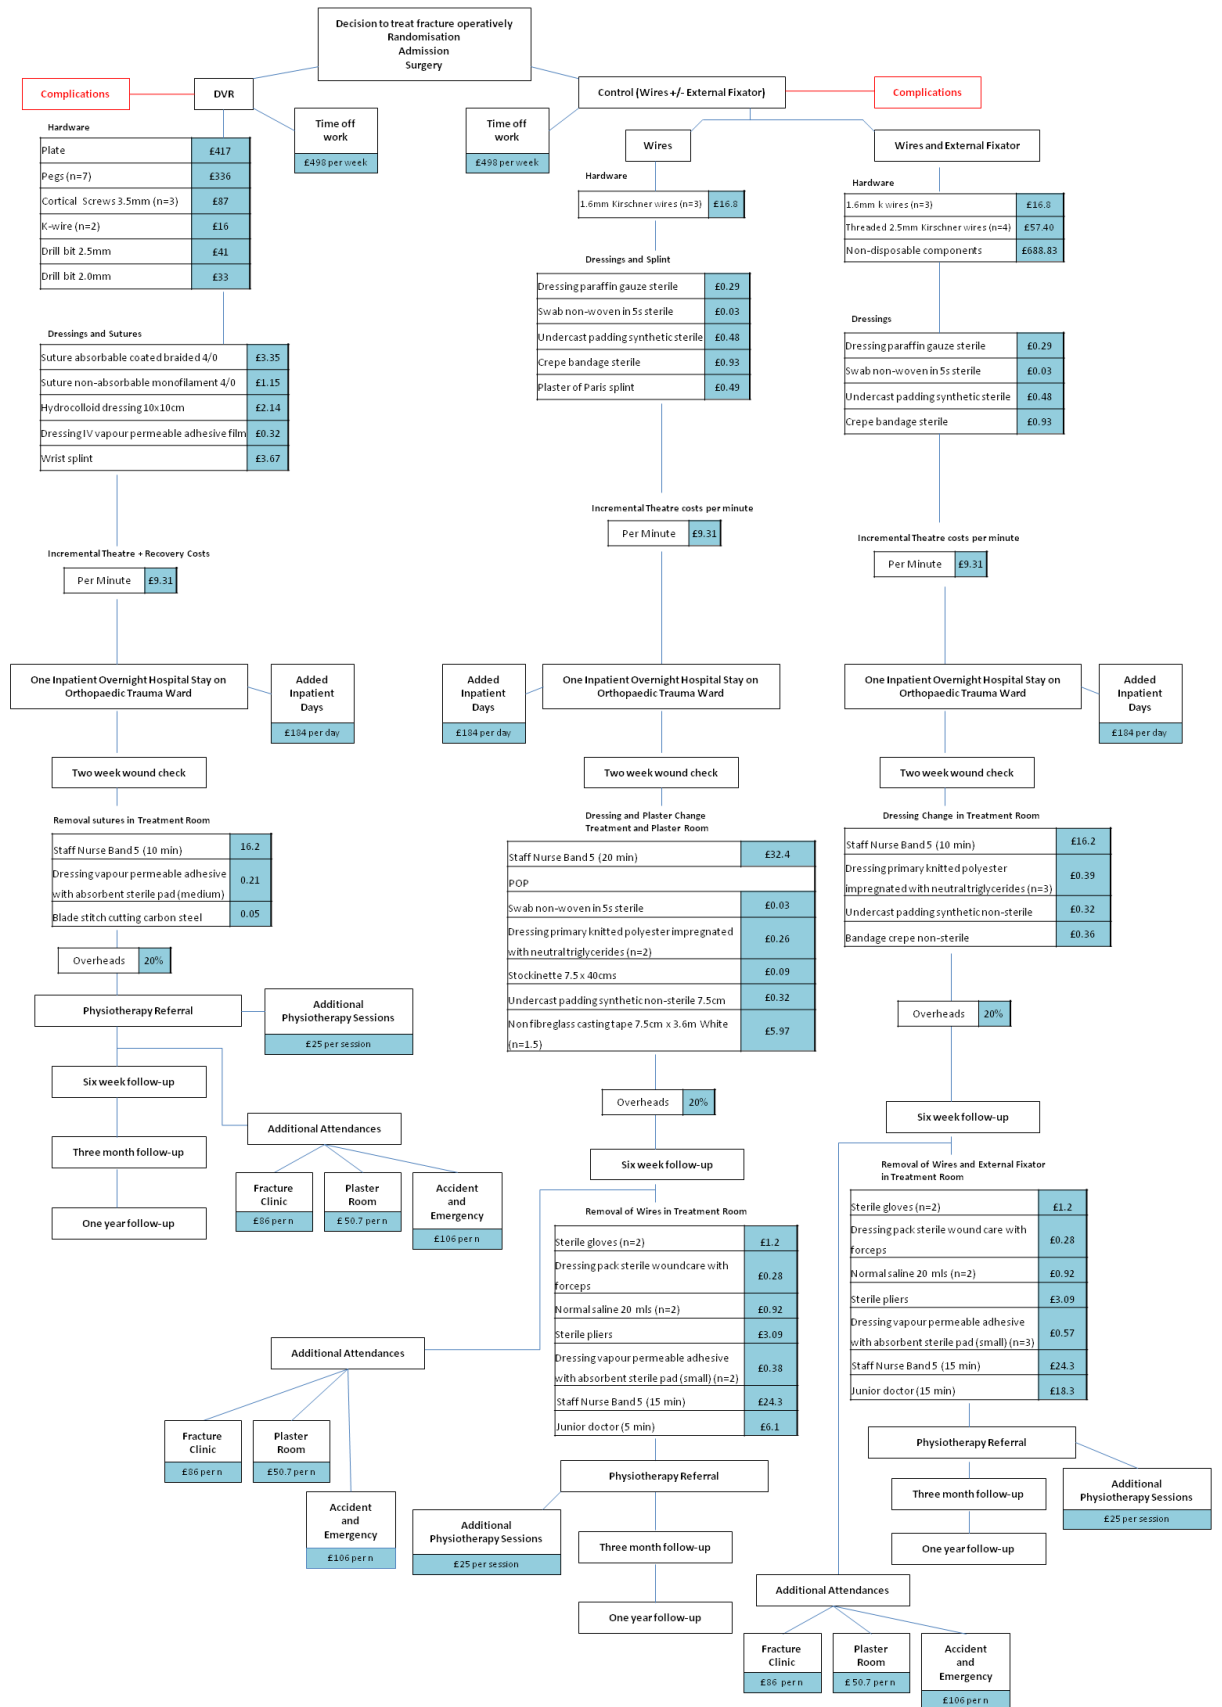 Decision to treat fracture operatively
Randomisation
Admission
Surgery
Complications
DVR
Control (Wires +/- External Fixator)
Complications
Time off
work
£498 per week
Time off
work
£498 per week
Wires
Wires and External Fixator
Hardware
Plate £417
Pegs (n=7) £336
Cortical Screws 3.5mm (n=3) £87
K-wire (n=2) £16
Drill bit 2.5mm £41
Drill bit 2.0mm £33
Dressings and Sutures
Suture absorbable coated braided 4/0 £3.35
Suture non-absorbable monofilament 4/0 £1.15
Hydrocolloid dressing 10x10cm £2.14
Dressing IV vapour permeable adhesive film £0.32
Wrist splint £3.67
Incremental Theatre + Recovery Costs
Per Minute £9.31
One Inpatient Overnight Hospital Stay on
Orthopaedic Trauma Ward
Added
Inpatient
Days
£184 per day
Two week wound check
Removal sutures in Treatment Room
Staff Nurse Band 5 (10 min) 16.2
Dressing vapour permeable adhesive
with absorbent sterile pad (medium) 0.21
Blade stitch cutting carbon steel 0.05
Overheads 20%
Physiotherapy Referral
Additional
Physiotherapy Sessions
£25 per session
Six week follow-up
Three month follow-up
One year follow-up
Additional Attendances
Fracture
Clinic
£86 per n
Plaster
Room
£50.7 per n
Accident
and
Emergency
£106 per n
Hardware
1.6mm Kirschner wires (n=3) £16.8
Dressings and Splint
Dressing paraffin gauze sterile £0.29
Swab non-woven in 5s sterile £0.03
Undercast padding synthetic sterile £0.48
Crepe bandage sterile £0.93
Plaster of Paris splint £0.49
Incremental Theatre costs per minute
Per Minute £9.31
Added
Inpatient
Days
£184 per day
One Inpatient Overnight Hospital Stay on
Orthopaedic Trauma Ward
Two week wound check
Dressing and Plaster Change
Treatment and Plaster Room
Staff Nurse Band 5 (20 min) £32.4
POP
Swab non-woven in 5s sterile £0.03
Dressing primary knitted polyester impregnated
with neutral triglycerides (n=2) £0.26
Stockinette 7.5 x 40cms £0.09
Undercast padding synthetic non-sterile 7.5cm £0.32
Non fibreglass casting tape 7.5cm x 3.6m White
(n=1.5) £5.97
Overheads 20%
Six week follow-up
Removal of Wires in Treatment Room
Sterile gloves (n=2) £1.2
Dressing pack sterile woundcare with
forceps £0.28
Normal saline 20 mls (n=2) £0.92
Sterile pliers £3.09
Dressing vapour permeable adhesive
with absorbent sterile pad (small) (n=2) £0.38
Staff Nurse Band 5 (15 min) £24.3
Junior doctor (5 min) £6.1
Additional Attendances
Fracture
Clinic
£86 per n
Plaster
Room
£50.7 per n
Accident
and
Emergency
£106 per n
Physiotherapy Referral
Additional
Physiotherapy Sessions
£25 per session
Three month follow-up
One year follow-up
Hardware
1.6mm k wires (n=3) £16.8
Threaded 2.5mm Kirschner wires (n=4) £57.40
Non-disposable components £688.83
Dressings
Dressing paraffin gauze sterile £0.29
Swab non-woven in 5s sterile £0.03
Undercast padding synthetic sterile £0.48
Crepe bandage sterile £0.93
Incremental Theatre costs per minute
Per Minute £9.31
One Inpatient Overnight Hospital Stay on
Orthopaedic Trauma Ward
Added
Inpatient
Days
£184 per day
Two week wound check
Dressing Change in Treatment Room
Staff Nurse Band 5 (10 min) £16.2
Dressing primary knitted polyester
impregnated with neutral triglycerides (n=3) £0.39
Undercast padding synthetic non-sterile £0.32
Bandage crepe non-sterile £0.36
Overheads 20%
Six week follow-up
Removal of Wires and External Fixator
in Treatment Room
Sterile gloves (n=2) £1.2
Dressing pack sterile wound care with
forceps £0.28
Normal saline 20 mls (n=2) £0.92
Sterile pliers £3.09
Dressing vapour permeable adhesive
with absorbent sterile pad (small) (n=3) £0.57
Staff Nurse Band 5 (15 min) £24.3
Junior doctor (15 min) £18.3
Physiotherapy Referral
Additional
Physiotherapy Sessions
£25 per session
Three month follow-up
One year follow-up
Additional Attendances
Fracture
Clinic
£86 per n
Plaster
Room
£50.7 per n
Accident
and
Emergency
£106 per n